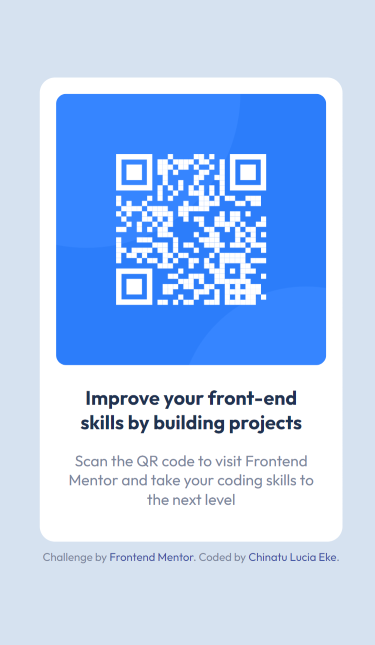 Improve your front-end
skills by building projects
Scan the QR code to visit Frontend
Mentor and take your coding skills to
the next level
Challenge by Frontend Mentor. Coded by Chinatu Lucia Eke.